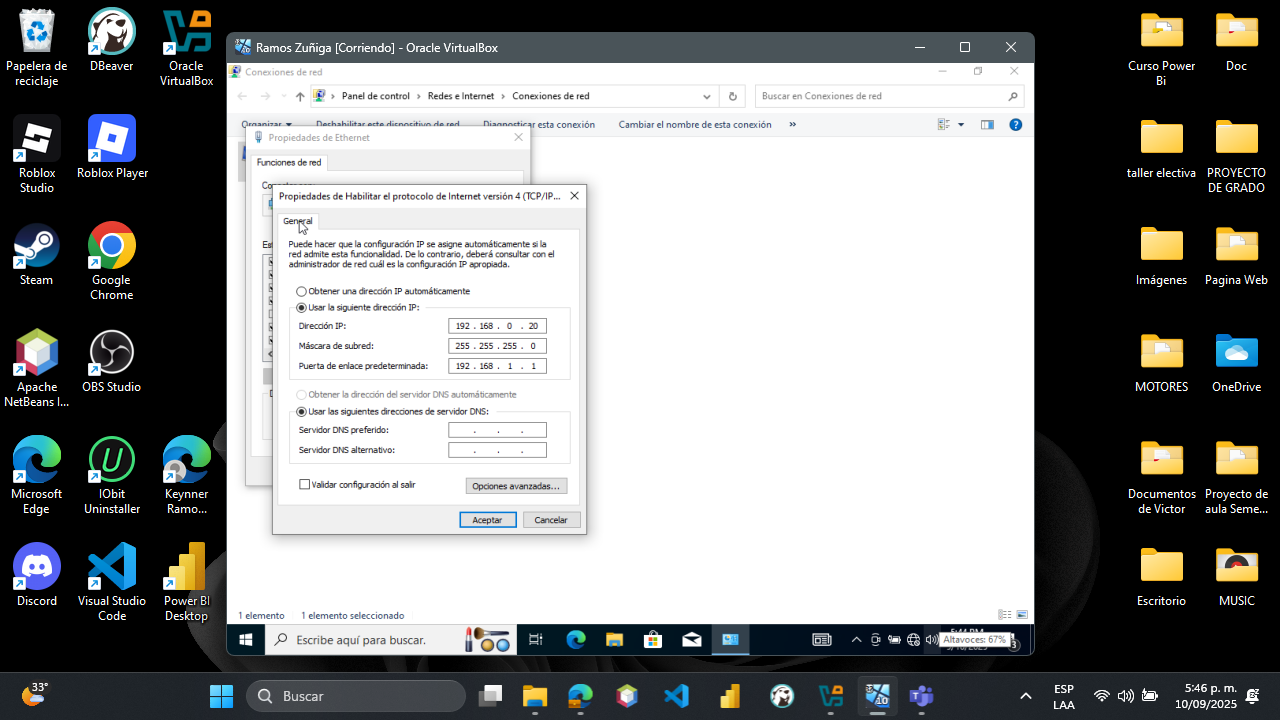 Papelera de
reciclaje
DBeaver
Oracle
VirtualBox
Roblox
Studio
Roblox Player
Steam
Google
Chrome
Apache
NetBeans I...
OBS Studio
Microsoft
Edge
IObit
Uninstaller
Keynner
Ramo...
Discord
Visual Studio
Code
Power BI
Desktop
Ramos Zuñiga [Corriendo] - Oracle VirtualBox
Conexiones de red
Panel de control
Redes e Internet
Conexiones de red
Buscar en Conexiones de red
Organizar
Deshabilitar este dispositivo de red
Diagnosticar esta conexión
Cambiar el nombre de esta conexión
»
Propiedades de Ethernet
Funciones de red
Propiedades de Habilitar el protocolo de Internet versión 4 (TCP/IP...
General
Puede hacer que la configuración IP se asigne automáticamente si la
red admite esta funcionalidad. De lo contrario, deberá consultar con el
administrador de red cuál es la configuración IP apropiada.
Obtener una dirección IP automáticamente
Usar la siguiente dirección IP:
Dirección IP: 192 . 168 . 0 . 20
Máscara de subred: 255 . 255 . 255 . 0
Puerta de enlace predeterminada: 192 . 168 . 1 . 1
Obtener la dirección del servidor DNS automáticamente
Usar las siguientes direcciones de servidor DNS:
Servidor DNS preferido: . . .
Servidor DNS alternativo: . . .
Validar configuración al salir
Opciones avanzadas...
Aceptar
Cancelar
1 elemento
1 elemento seleccionado
Escribe aquí para buscar.
Altavoces: 67%
3
Curso Power
Bi
Doc
taller electiva
PROYECTO
DE GRADO
Imágenes
Pagina Web
MOTORES
OneDrive
Documentos
de Victor
Proyecto de
aula Seme...
Escritorio
MUSIC
33°
Buscar
ESP
LAA
5:46 p. m.
10/09/2025